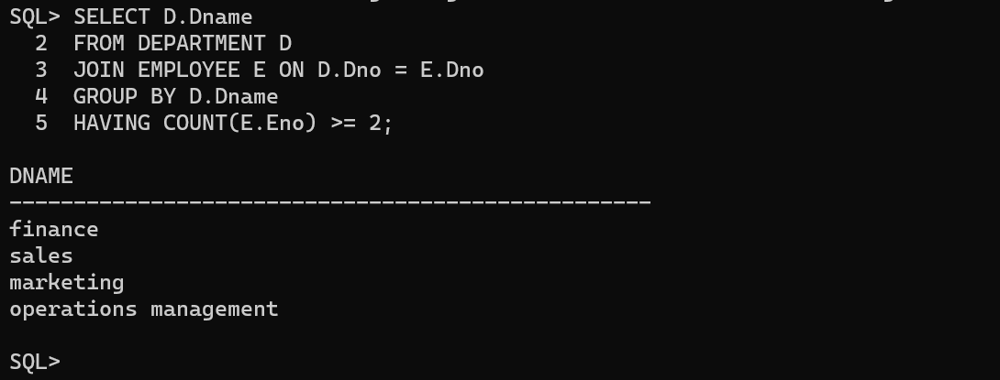 SQL> SELECT D.Dname
  2  FROM DEPARTMENT D
  3  JOIN EMPLOYEE E ON D.Dno = E.Dno
  4  GROUP BY D.Dname
  5  HAVING COUNT(E.Eno) >= 2;
DNAME
--------------------------------------------------
finance
sales
marketing
operations management
SQL>